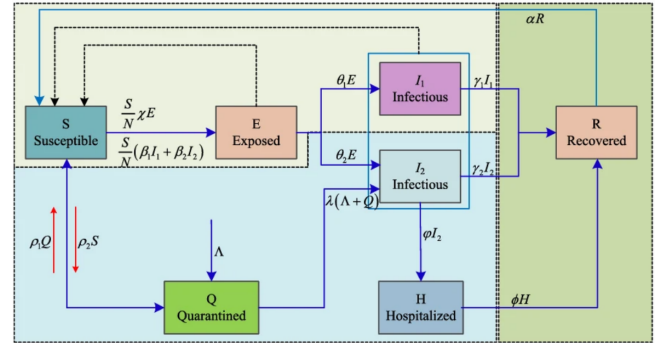 αR
S
Susceptible
S/N χE
S/N (β₁I₁ + β₂I₂)
E
Exposed
θ₁E
θ₂E
I₁
Infectious
γ₁I₁
I₂
Infectious
γ₂I₂
R
Recovered
λ(Λ+Q)
ρ₁Q
ρ₂S
Λ
φI₂
Q
Quarantined
H
Hospitalized
ϕH